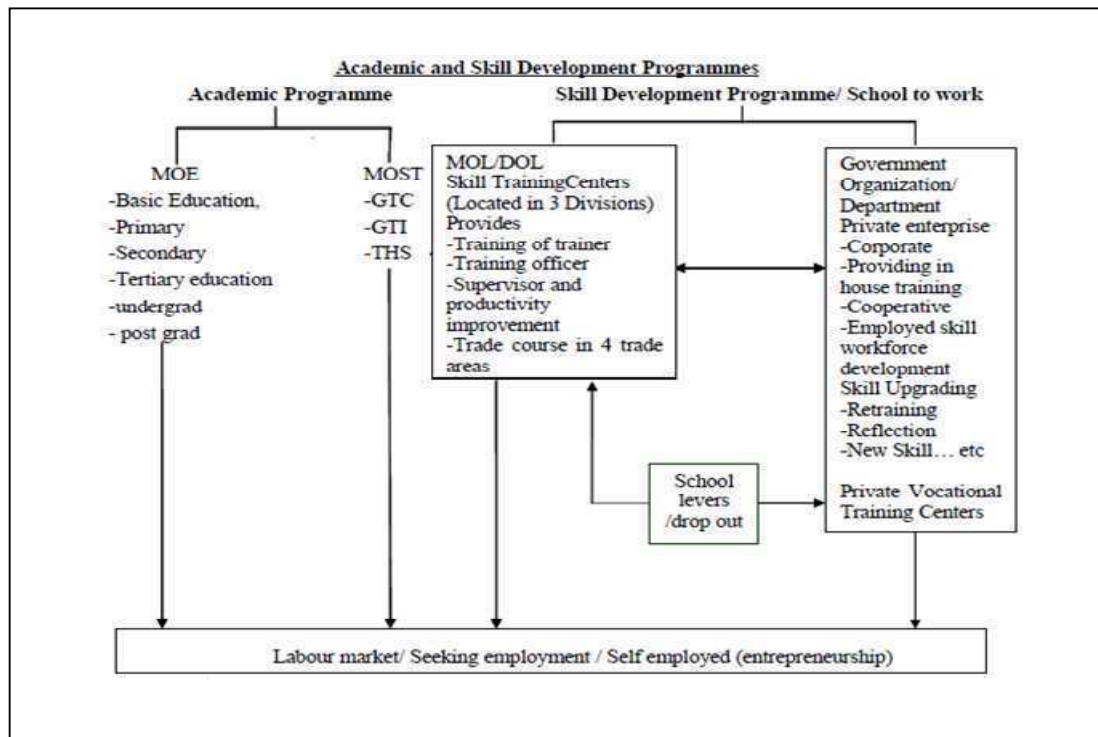 Academic and Skill Development Programmes
Academic Programme
Skill Development Programme/ School to work
MOE
-Basic Education,
-Primary
-Secondary
-Tertiary education
-undergrad
- post grad
MOST
-GTC
-GTI
-THS
MOL/DOL
Skill TrainingCenters
(Located in 3 Divisions)
Provides
-Training of trainer
-Training officer
-Supervisor and
productivity
improvement
-Trade course in 4 trade
areas
Government
Organization/
Department
Private enterprise
-Corporate
-Providing in
house training
-Cooperative
-Employed skill
workforce
development
Skill Upgrading
-Retraining
-Reflection
-New Skill… etc
Private Vocational
Training Centers
School
levers
/drop out
Labour market/ Seeking employment / Self employed (entrepreneurship)